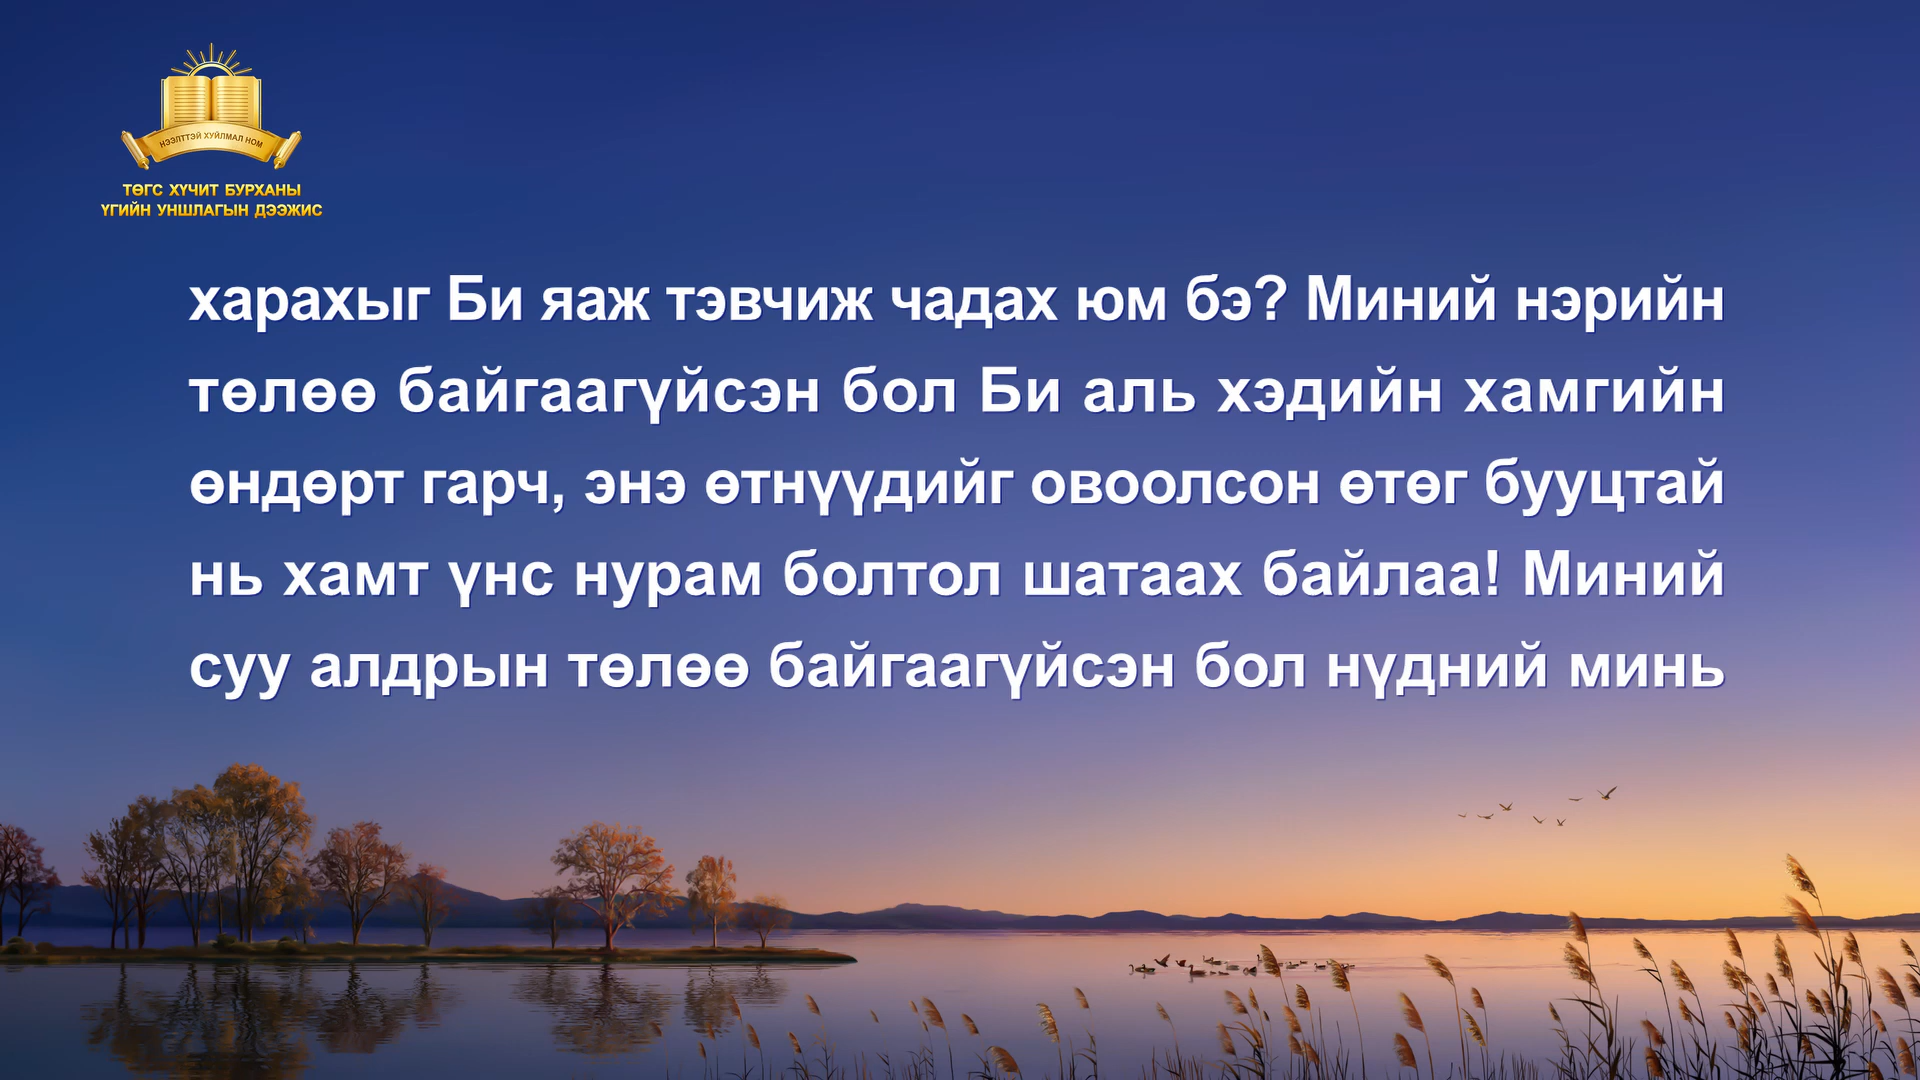 НЭЭЛТТЭЙ ХУЙЛМАЛ НОМ
ТӨГС ХҮЧИТ БУРХАНЫ
ҮГИЙН УНШЛАГЫН ДЭЭЖИС
харахыг Би яаж тэвчиж чадах юм бэ? Миний нэрийн
төлөө байгаагүйсэн бол Би аль хэдийн хамгийн
өндөрт гарч, энэ өтнүүдийг овоолсон өтөг бууцтай
нь хамт үнс нурам болтол шатаах байлаа! Миний
суу алдрын төлөө байгаагүйсэн бол нүдний минь